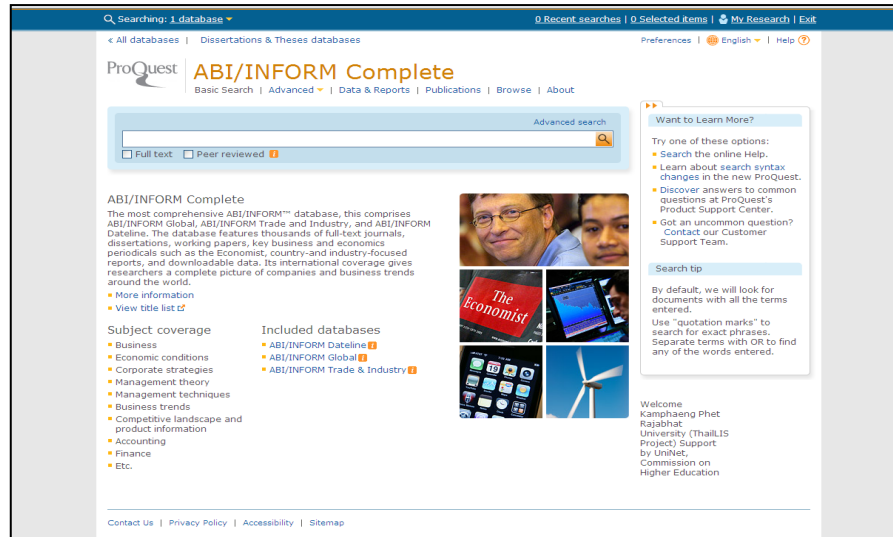 Searching: 1 database
0 Recent searches | 0 Selected items | My Research | Exit
« All databases | Dissertations & Theses databases
Preferences | English | Help ?
ProQuest
ABI/INFORM Complete
Basic Search | Advanced | Data & Reports | Publications | Browse | About
Advanced search
Full text Peer reviewed i
ABI/INFORM Complete
The most comprehensive ABI/INFORM™ database, this comprises
ABI/INFORM Global, ABI/INFORM Trade and Industry, and ABI/INFORM
Dateline. The database features thousands of full-text journals,
dissertations, working papers, key business and economics
periodicals such as the Economist, country-and industry-focused
reports, and downloadable data. Its international coverage gives
researchers a complete picture of companies and business trends
around the world.
More information
View title list
Subject coverage
Business
Economic conditions
Corporate strategies
Management theory
Management techniques
Business trends
Competitive landscape and
product information
Accounting
Finance
Etc.
Included databases
ABI/INFORM Dateline i
ABI/INFORM Global i
ABI/INFORM Trade & Industry i
The
Economist
Want to Learn More?
Try one of these options:
Search the online Help.
Learn about search syntax
changes in the new ProQuest.
Discover answers to common
questions at ProQuest's
Product Support Center.
Got an uncommon question?
Contact our Customer
Support Team.
Search tip
By default, we will look for
documents with all the terms
entered.
Use "quotation marks" to
search for exact phrases.
Separate terms with OR to find
any of the words entered.
Welcome
Kamphaeng Phet
Rajabhat
University (ThailLIS
Project) Support
by UniNet,
Commission on
Higher Education
Contact Us | Privacy Policy | Accessibility | Sitemap